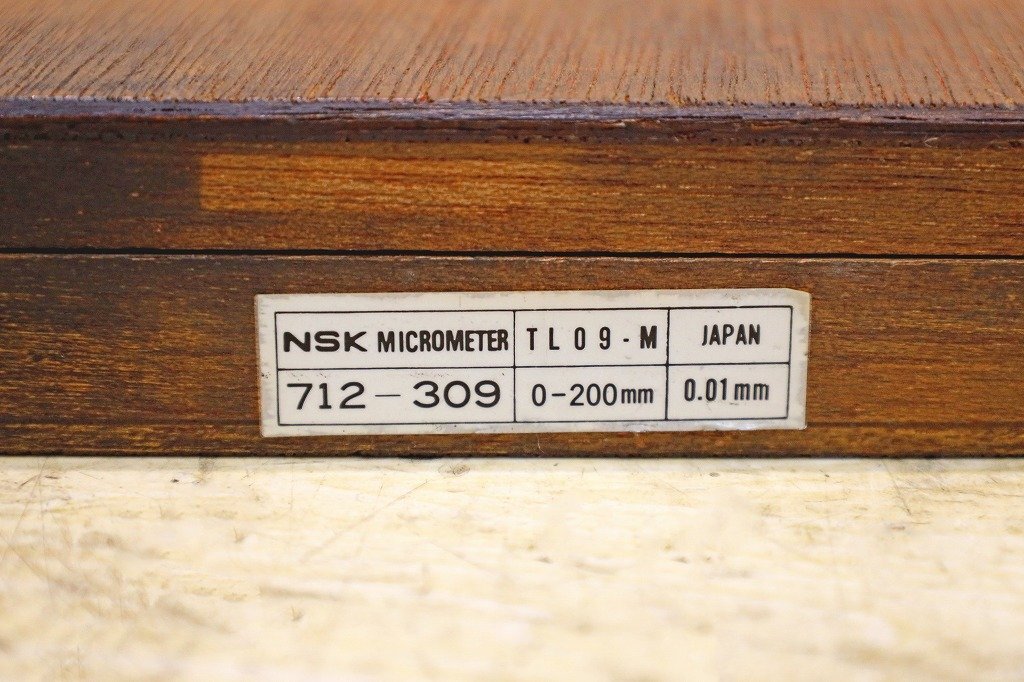 NSK MICROMETER TL09-M JAPAN
712-309 0-200mm 0.01mm